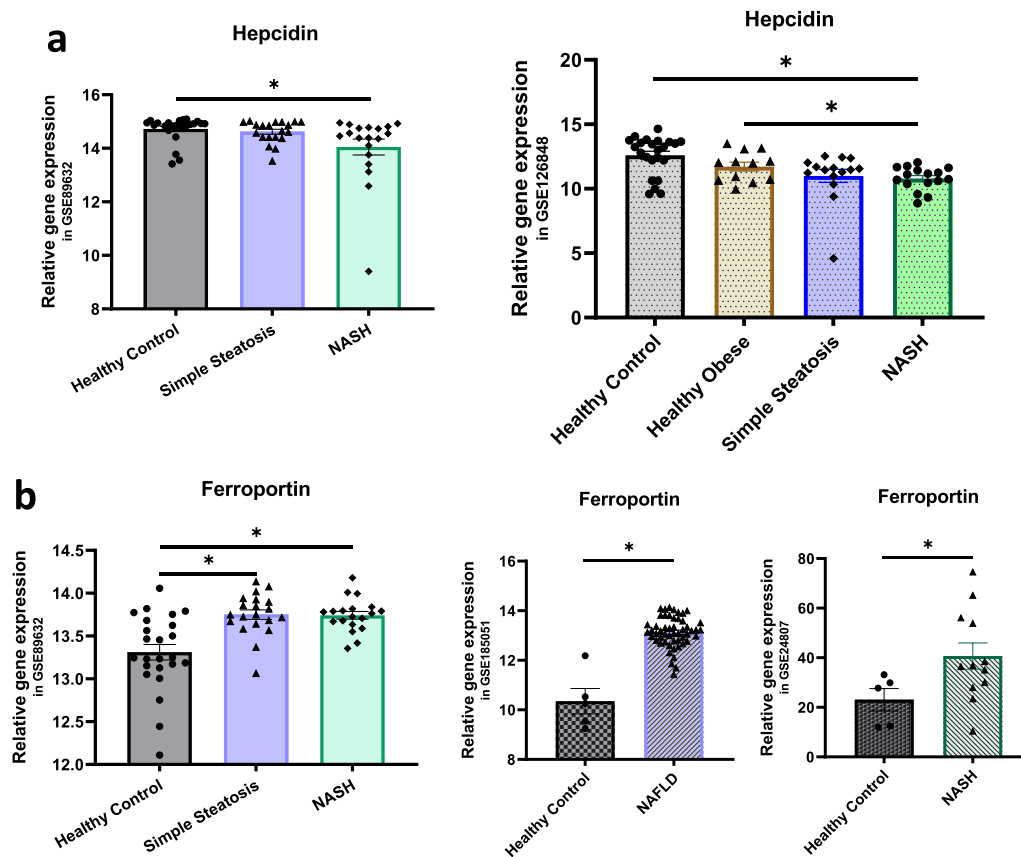 a
Hepcidin
Relative gene expression
in GSE89632
16
14
12
10
8
*
Healthy Control
Simple Steatosis
NASH
Hepcidin
Relative gene expression
in GSE126848
20
15
10
5
0
*
*
Healthy Control
Healthy Obese
Simple Steatosis
NASH
b
Ferroportin
Relative gene expression
in GSE89632
14.5
14.0
13.5
13.0
12.5
12.0
*
*
Healthy Control
Simple Steatosis
NASH
Ferroportin
Relative gene expression
in GSE185051
16
14
12
10
8
*
Healthy Control
NAFLD
Ferroportin
Relative gene expression
in GSE24807
80
60
40
20
0
*
Healthy Control
NASH